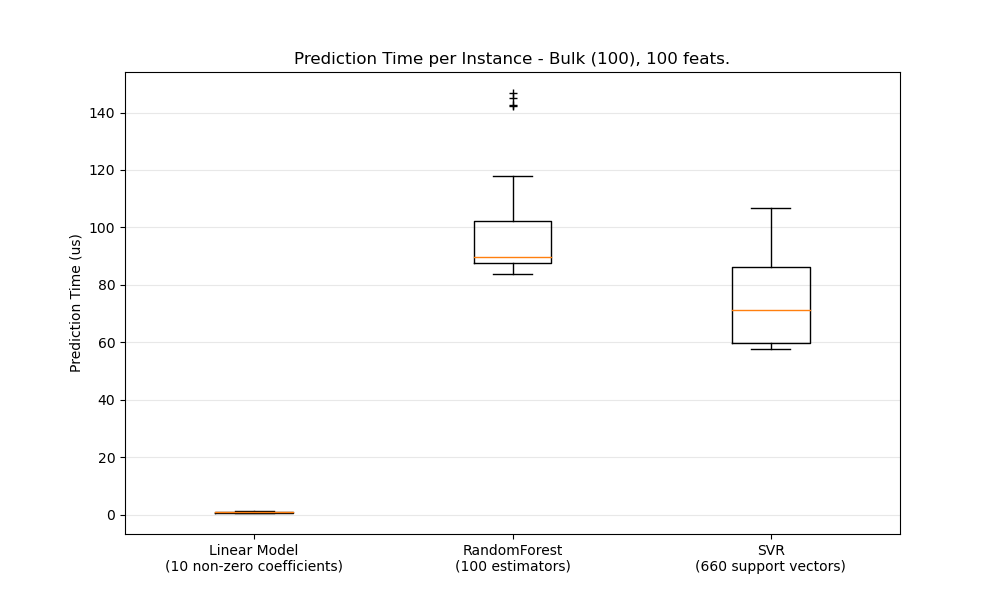 Prediction Time per Instance - Bulk (100), 100 feats.
Prediction Time (us)
140
120
100
80
60
40
20
0
Linear Model
(10 non-zero coefficients)
RandomForest
(100 estimators)
SVR
(660 support vectors)